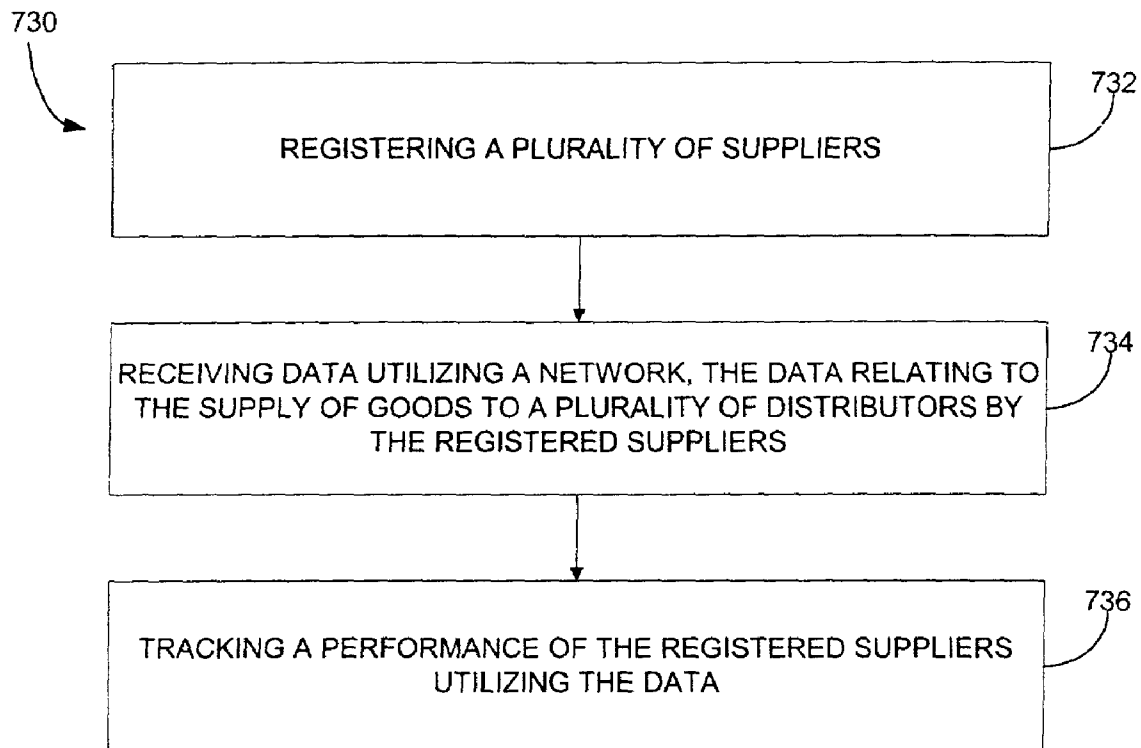 730
732
REGISTERING A PLURALITY OF SUPPLIERS
734
RECEIVING DATA UTILIZING A NETWORK, THE DATA RELATING TO
THE SUPPLY OF GOODS TO A PLURALITY OF DISTRIBUTORS BY
THE REGISTERED SUPPLIERS
736
TRACKING A PERFORMANCE OF THE REGISTERED SUPPLIERS
UTILIZING THE DATA